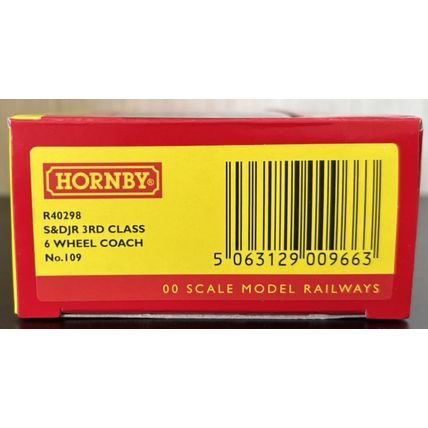 HORNBY®
R40298
S&DJR 3RD CLASS
6 WHEEL COACH
No.109
5 063129 009663
00 SCALE MODEL RAILWAYS